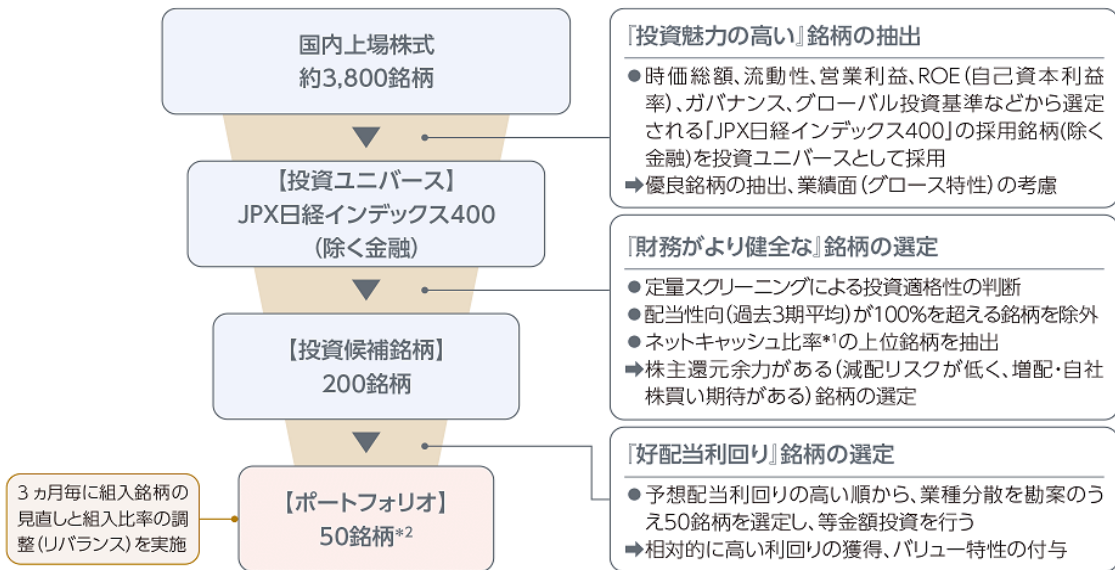 国内上場株式
約3,800銘柄
【投資ユニバース】
JPX日経インデックス400
(除く金融)
【投資候補銘柄】
200銘柄
【ポートフォリオ】
50銘柄*2
3ヵ月毎に組入銘柄の
見直しと組入比率の調
整(リバランス)を実施
『投資魅力の高い』銘柄の抽出
●時価総額、流動性、営業利益、ROE(自己資本利益
率)、ガバナンス、グローバル投資基準などから選定
される「JPX日経インデックス400」の採用銘柄(除く
金融)を投資ユニバースとして採用
➡優良銘柄の抽出、業績面(グロース特性)の考慮
『財務がより健全な』銘柄の選定
●定量スクリーニングによる投資適格性の判断
●配当性向(過去3期平均)が100%を超える銘柄を除外
●ネットキャッシュ比率*1の上位銘柄を抽出
➡株主還元余力がある(減配リスクが低く、増配・自社
株買い期待がある)銘柄の選定
『好配当利回り』銘柄の選定
●予想配当利回りの高い順から、業種分散を勘案のう
え50銘柄を選定し、等金額投資を行う
➡相対的に高い利回りの獲得、バリュー特性の付与